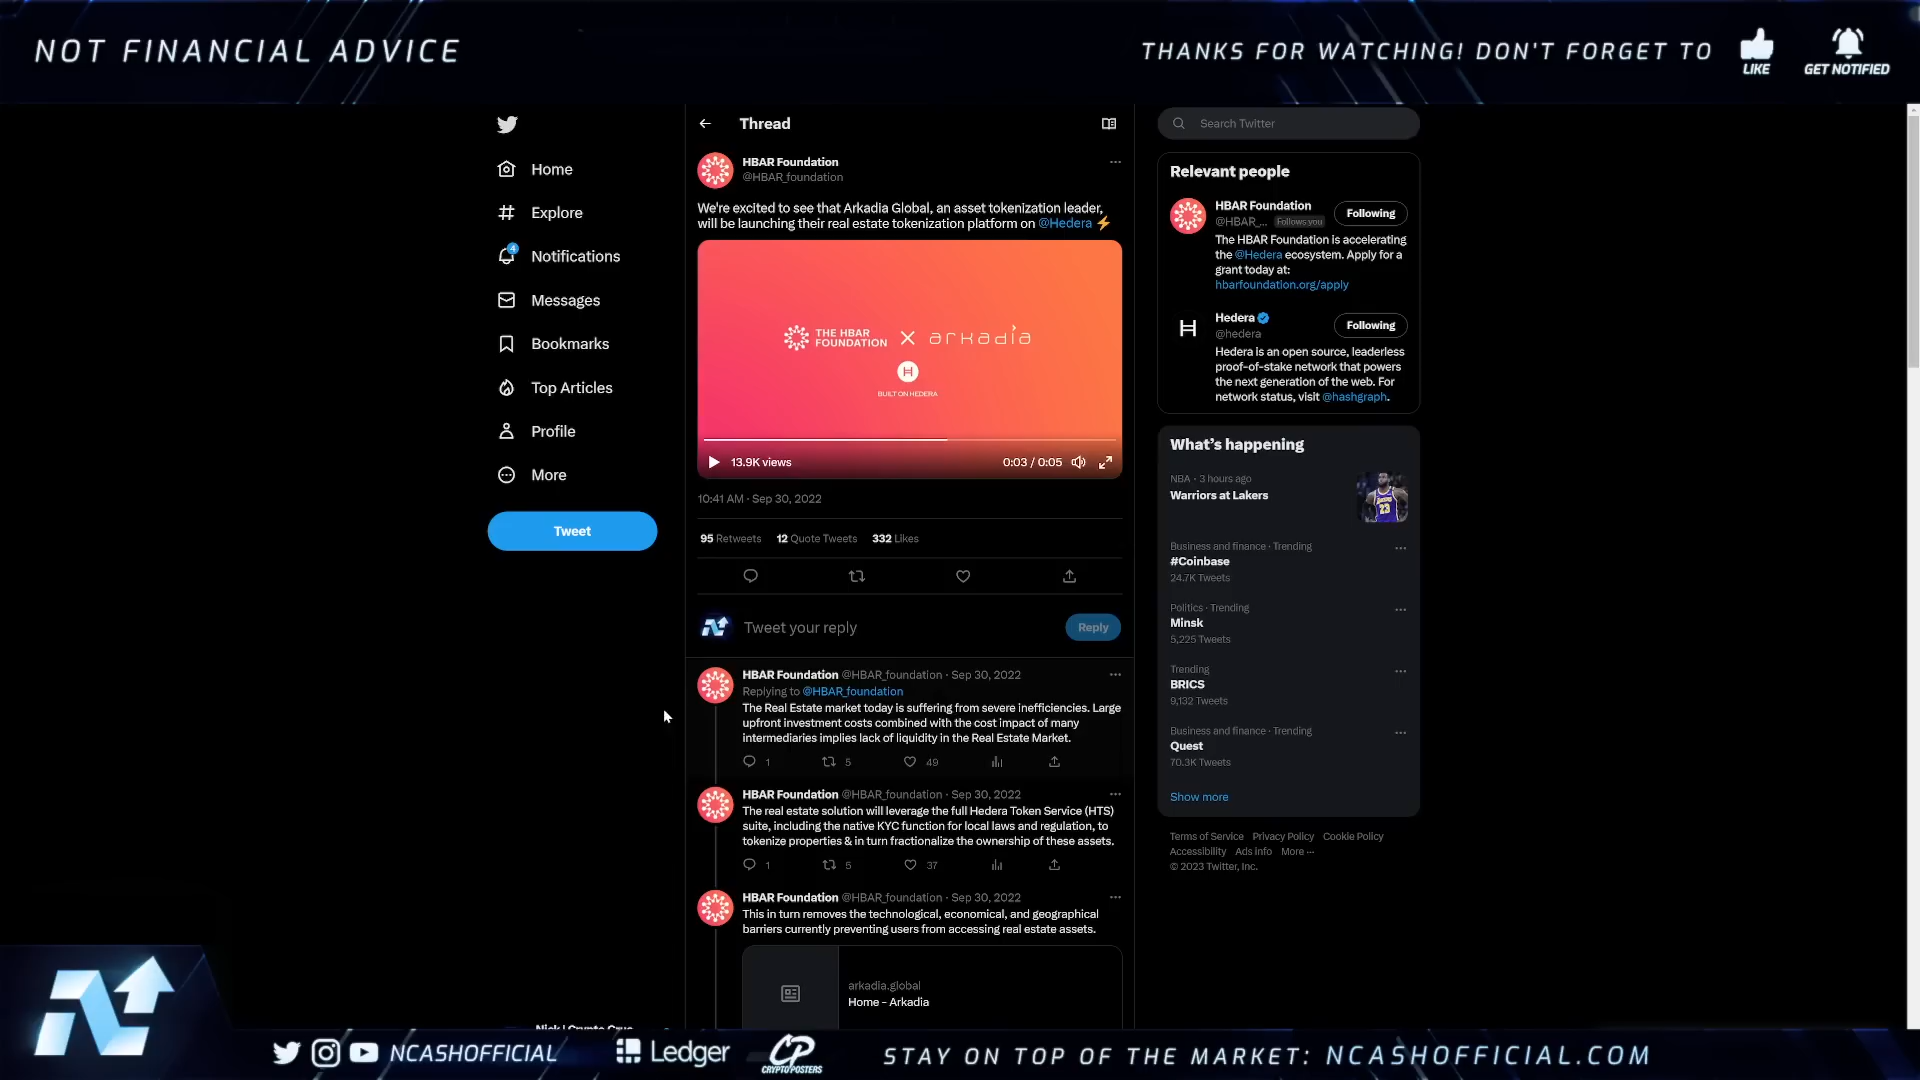 NOT FINANCIAL ADVICE
THANKS FOR WATCHING! DON'T FORGET TO
LIKE
GET NOTIFIED
Home
Explore
4
Notifications
Messages
Bookmarks
Top Articles
Profile
More
Tweet
Thread
HBAR Foundation
@HBAR_foundation
We're excited to see that Arkadia Global, an asset tokenization leader,
will be launching their real estate tokenization platform on @Hedera ⚡
THE HBAR
FOUNDATION
X
arkadia
H
BUILT ON HEDERA
13.9K views
0:03 / 0:05
10:41 AM · Sep 30, 2022
95 Retweets 12 Quote Tweets 332 Likes
Tweet your reply
Reply
HBAR Foundation @HBAR_foundation · Sep 30, 2022
Replying to @HBAR_foundation
The Real Estate market today is suffering from severe inefficiencies. Large
upfront investment costs combined with the cost impact of many
intermediaries implies lack of liquidity in the Real Estate Market.
1 5 49
HBAR Foundation @HBAR_foundation · Sep 30, 2022
The real estate solution will leverage the full Hedera Token Service (HTS)
suite, including the native KYC function for local laws and regulation, to
tokenize properties & in turn fractionalize the ownership of these assets.
1 5 37
HBAR Foundation @HBAR_foundation · Sep 30, 2022
This in turn removes the technological, economical, and geographical
barriers currently preventing users from accessing real estate assets.
arkadia.global
Home - Arkadia
Search Twitter
Relevant people
HBAR Foundation
@HBAR_... Follows you
Following
The HBAR Foundation is accelerating
the @Hedera ecosystem. Apply for a
grant today at:
hbarfoundation.org/apply
H
Hedera
@hedera
Following
Hedera is an open source, leaderless
proof-of-stake network that powers
the next generation of the web. For
network status, visit @hashgraph.
What's happening
NBA · 3 hours ago
Warriors at Lakers
Business and finance · Trending
#Coinbase
24.7K Tweets
Politics · Trending
Minsk
5,225 Tweets
Trending
BRICS
9,132 Tweets
Business and finance · Trending
Quest
70.3K Tweets
Show more
Terms of Service Privacy Policy Cookie Policy
Accessibility Ads info More ···
© 2023 Twitter, Inc.
NCASHOFFICIAL
Ledger
CP
CRYPTOPOSTERS
STAY ON TOP OF THE MARKET: NCASHOFFICIAL.COM